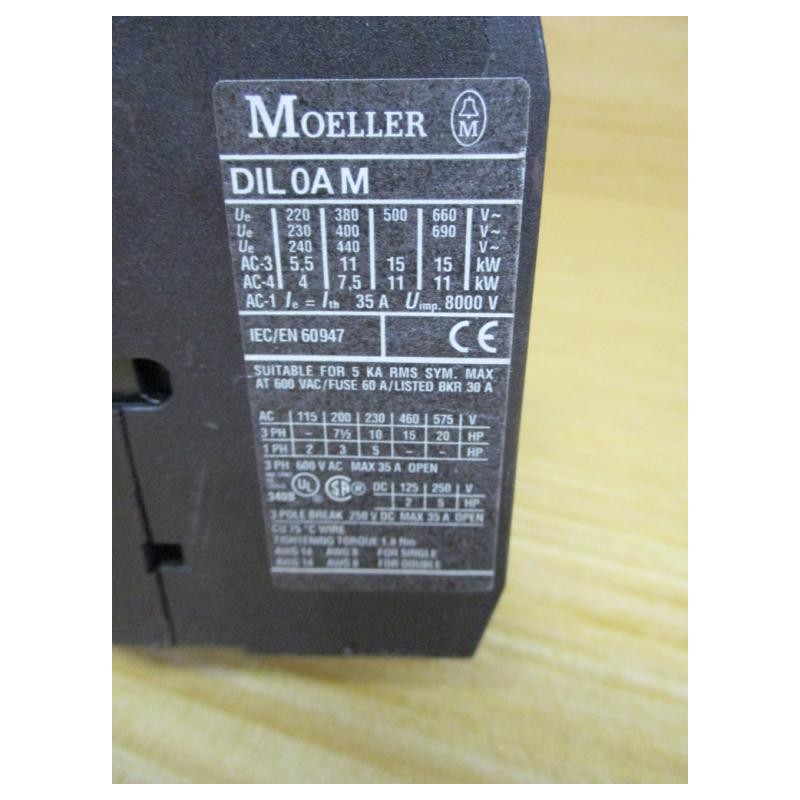 MOELLER M
DIL 0A M
Ue 220 380 500 660 V~
Ue 230 400 690 V~
Ue 240 440 V~
AC-3 5,5 11 15 15 kW
AC-4 4 7,5 11 11 kW
AC-1 Ie = Ith 35 A Uimp. 8000 V
IEC/EN 60947 CE
SUITABLE FOR 5 KA RMS SYM. MAX
AT 600 VAC/FUSE 60 A/LISTED BKR 30 A
AC 115 200 230 460 575 V
3 PH – 7½ 10 15 20 HP
1 PH 2 3 5 – – HP
3 PH 600 V AC MAX 35 A OPEN
UL SA ® DC 125 250 V
2 5 HP
3 POLE BREAK 250 V DC MAX 35 A OPEN
CU 75 °C WIRE
TIGHTENING TORQUE 1.8 Nm
AWG 14 AWG 8 FOR SINGLE
AWG 14 AWG 8 FOR DOUBLE